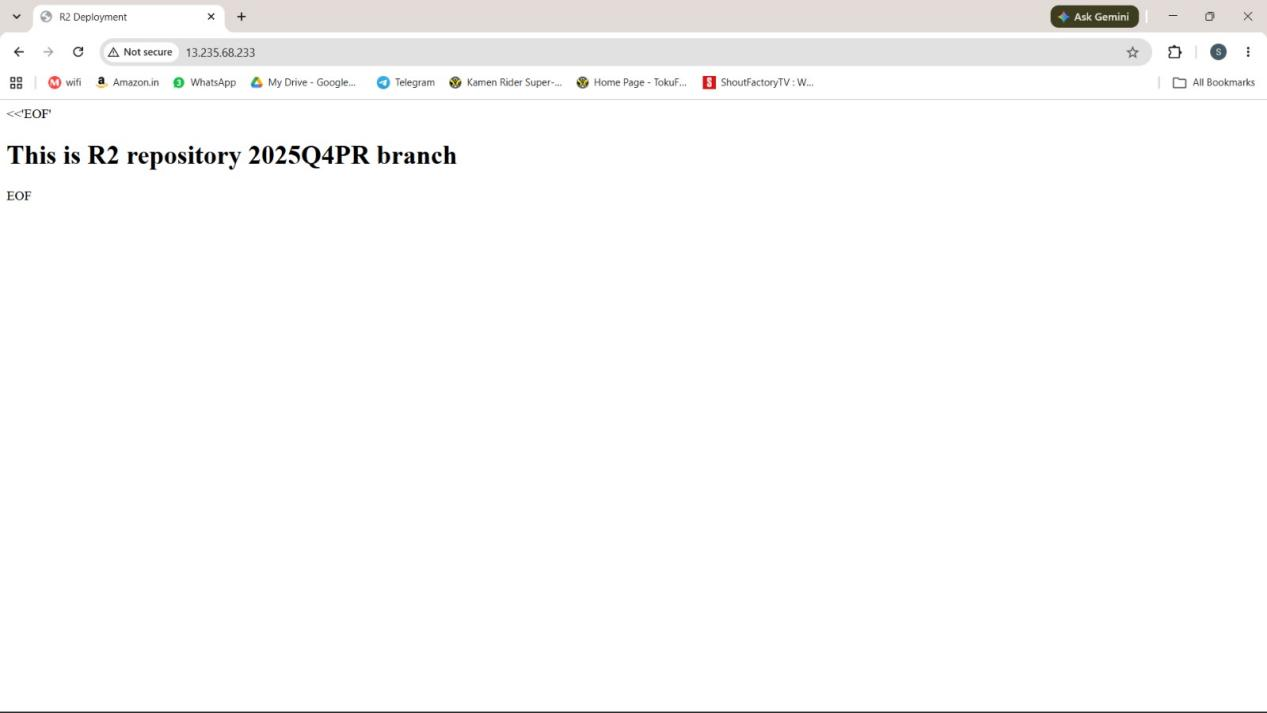 R2 Deployment
Ask Gemini
Not secure 13.235.68.233
S
M wifi
a Amazon.in
3 WhatsApp
My Drive - Google...
Telegram
Kamen Rider Super-...
Home Page - TokuF...
S ShoutFactoryTV : W...
All Bookmarks
<<'EOF'
This is R2 repository 2025Q4PR branch
EOF